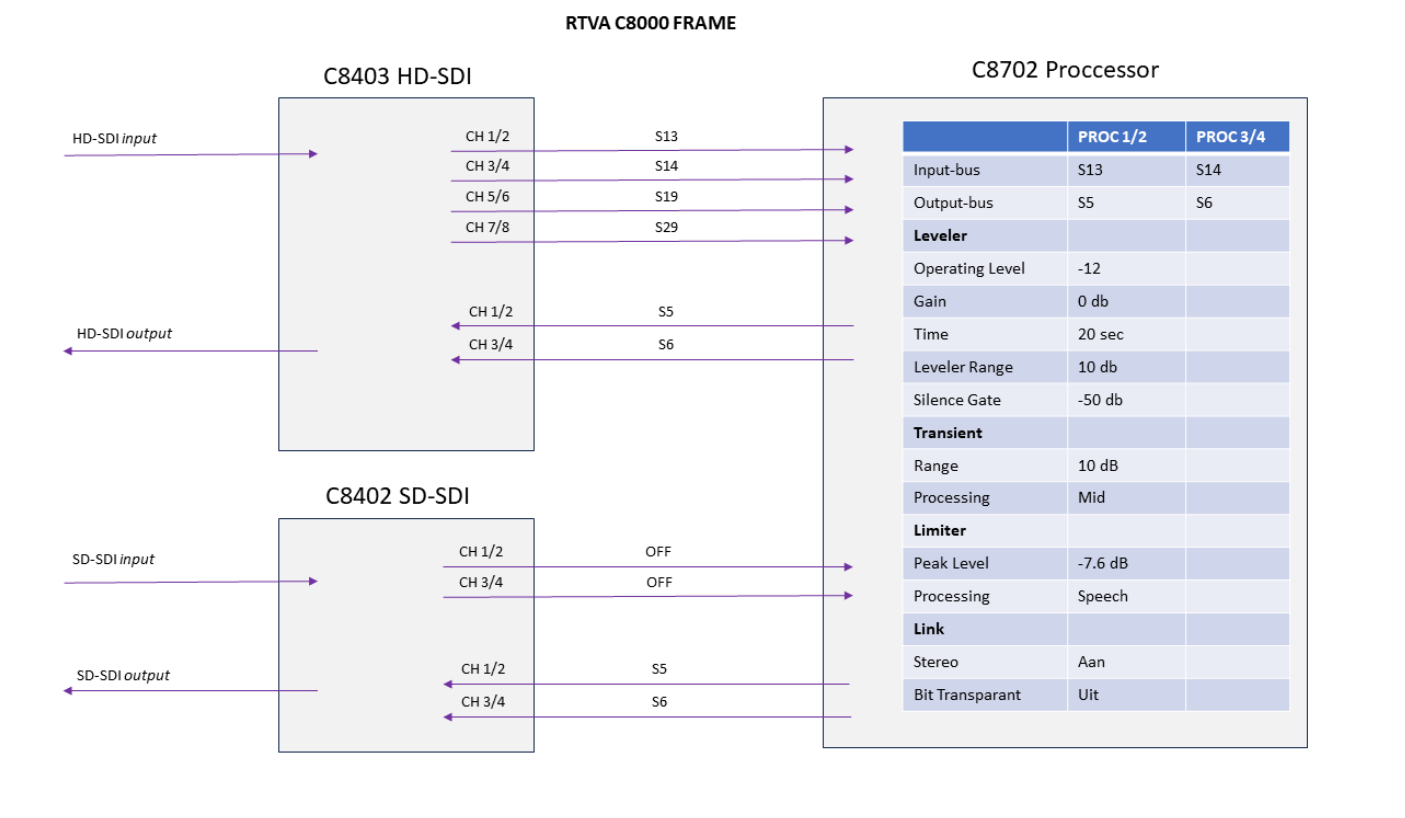 RTVA C8000 FRAME
C8403 HD-SDI
C8702 Proccessor
HD-SDI input
CH 1/2 S13
CH 3/4 S14
CH 5/6 S19
CH 7/8 S29
HD-SDI output
CH 1/2 S5
CH 3/4 S6
C8402 SD-SDI
SD-SDI input
CH 1/2 OFF
CH 3/4 OFF
SD-SDI output
CH 1/2 S5
CH 3/4 S6
PROC 1/2 PROC 3/4
Input-bus S13 S14
Output-bus S5 S6
Leveler
Operating Level -12
Gain 0 db
Time 20 sec
Leveler Range 10 db
Silence Gate -50 db
Transient
Range 10 dB
Processing Mid
Limiter
Peak Level -7.6 dB
Processing Speech
Link
Stereo Aan
Bit Transparant Uit